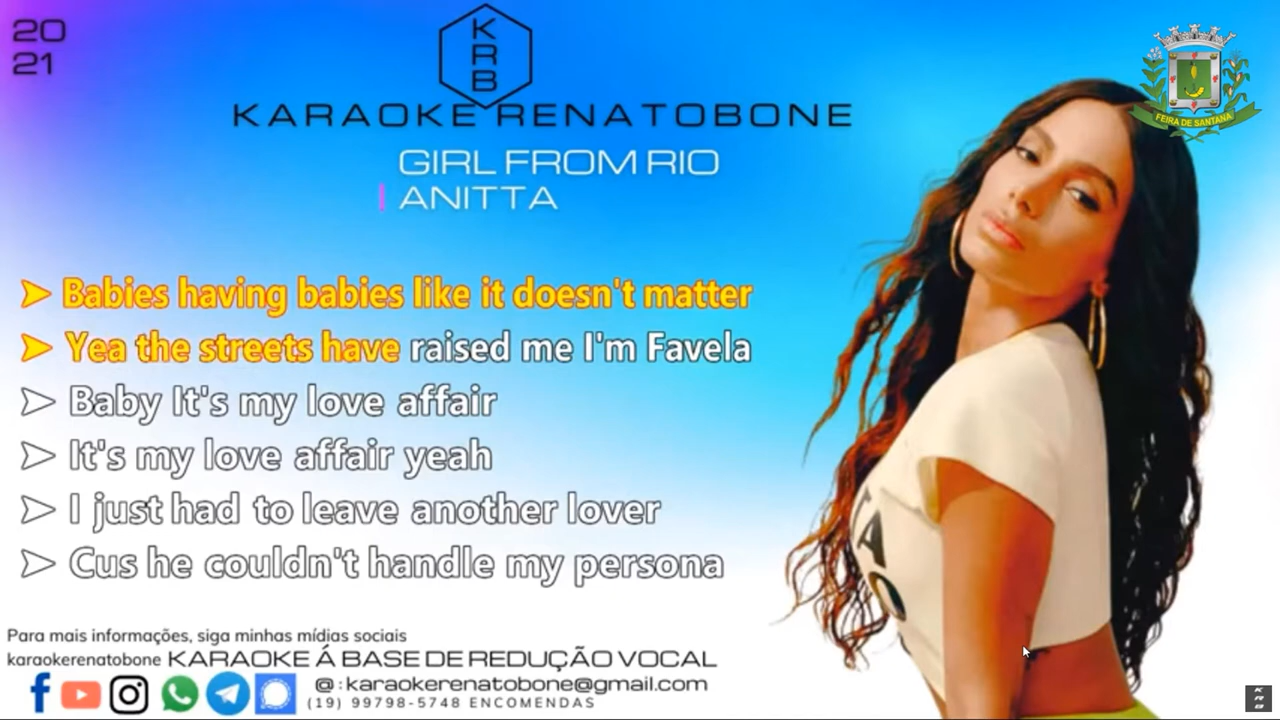 20
21
K
R
B
KARAOKE RENATOBONE
GIRL FROM RIO
ANITTA
FEIRA DE SANTANA
➤ Babies having babies like it doesn't matter
➤ Yea the streets have raised me I'm Favela
➤ Baby It's my love affair
➤ It's my love affair yeah
➤ I just had to leave another lover
➤ Cus he couldn't handle my persona
Para mais informações, siga minhas mídias sociais
karaokerenatobone KARAOKE Á BASE DE REDUÇÃO VOCAL
@:karaokerenatobone@gmail.com
(19) 99798-5748 ENCOMENDAS